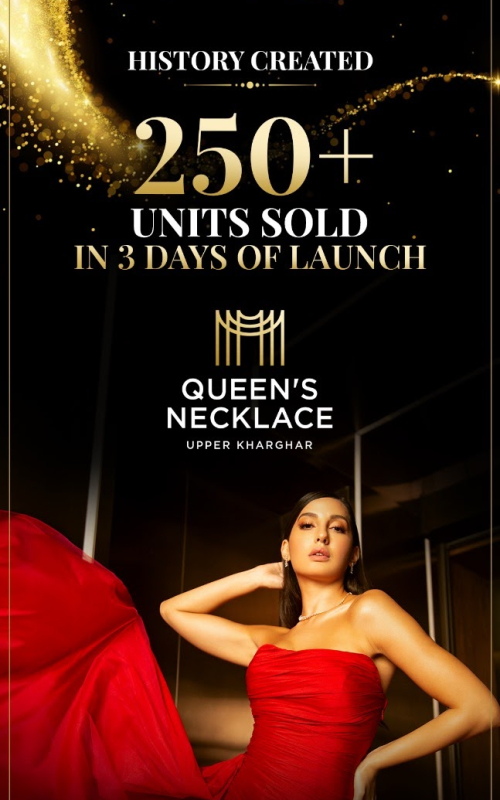 HISTORY CREATED
250+
UNITS SOLD
IN 3 DAYS OF LAUNCH
QUEEN'S
NECKLACE
UPPER KHARGHAR